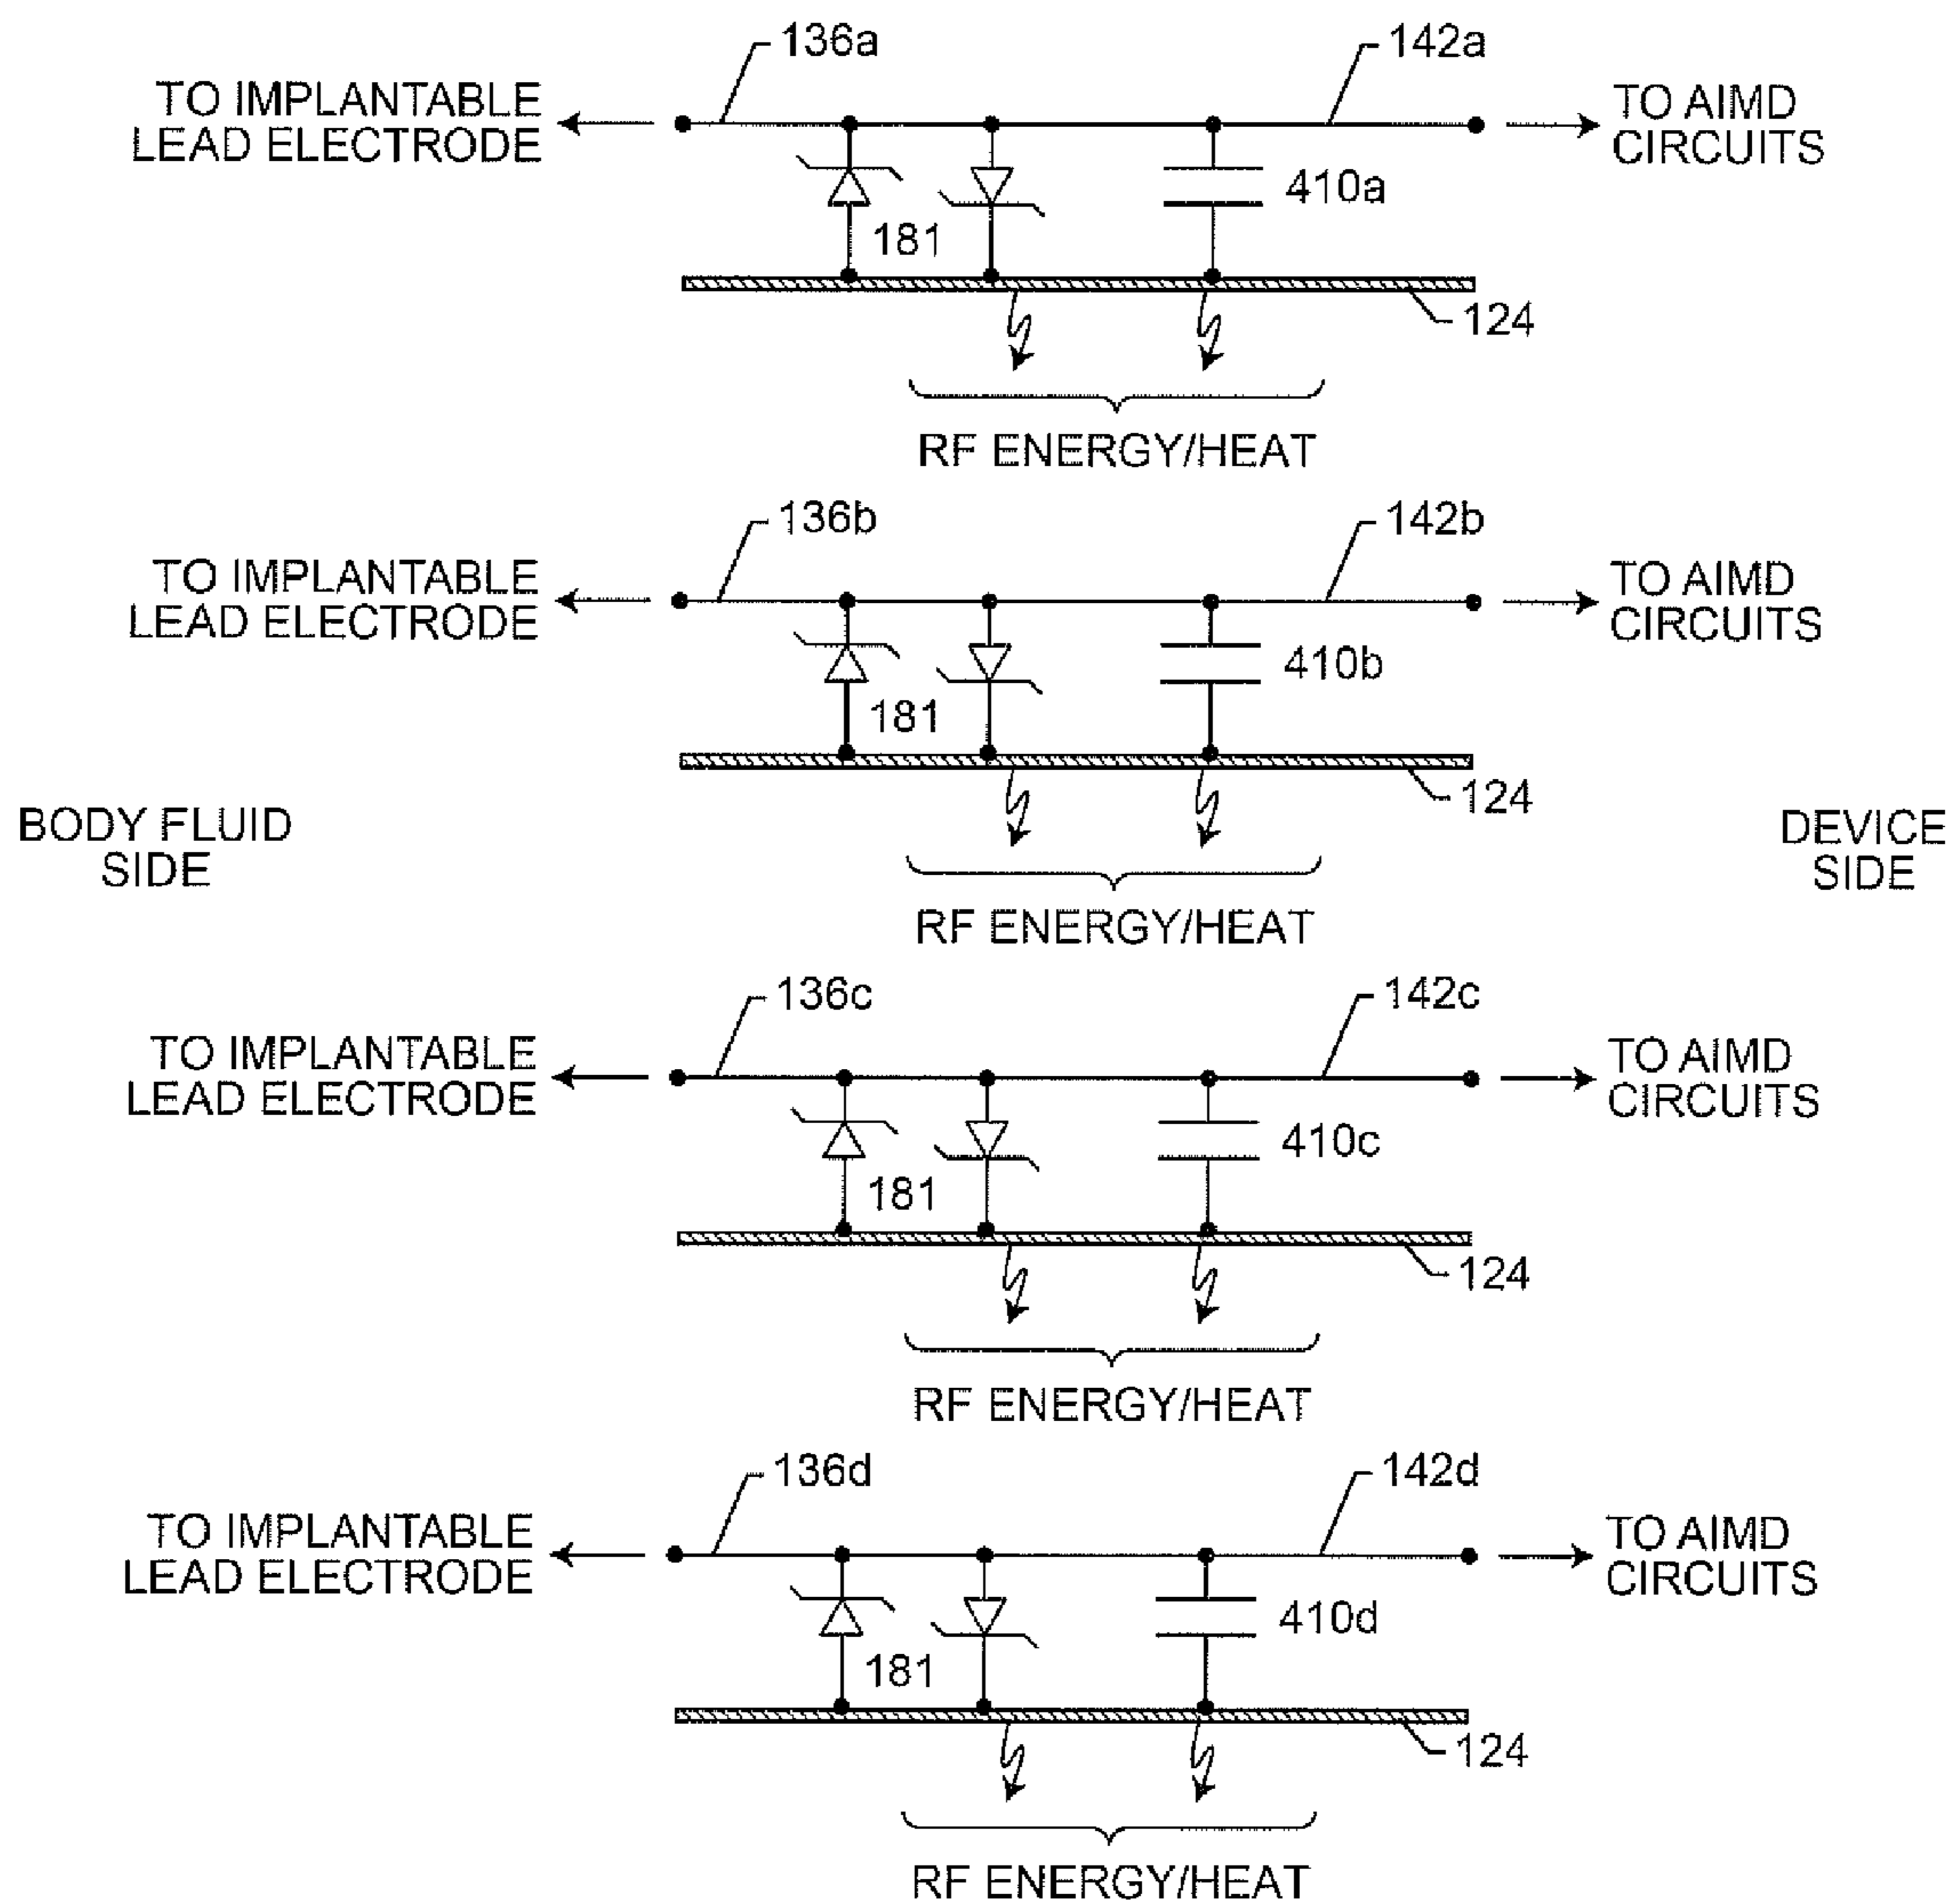 136a
142a
TO IMPLANTABLE
LEAD ELECTRODE
TO AIMD
CIRCUITS
410a
181
124
RF ENERGY/HEAT
136b
142b
TO IMPLANTABLE
LEAD ELECTRODE
TO AIMD
CIRCUITS
410b
181
124
BODY FLUID
SIDE
DEVICE
SIDE
RF ENERGY/HEAT
136c
142c
TO IMPLANTABLE
LEAD ELECTRODE
TO AIMD
CIRCUITS
410c
181
124
RF ENERGY/HEAT
136d
142d
TO IMPLANTABLE
LEAD ELECTRODE
TO AIMD
CIRCUITS
410d
181
124
RF ENERGY/HEAT